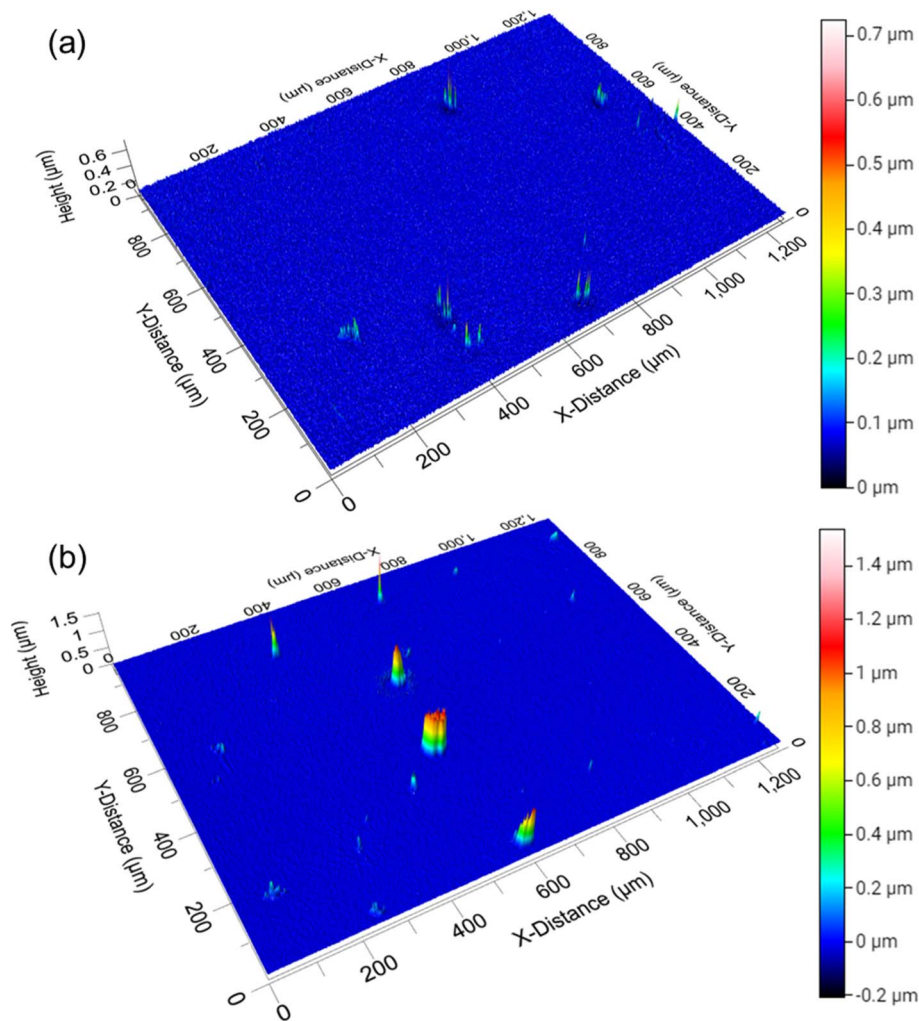 (a)
X-Distance (µm)
200
400
600
800
1,000
1,200
Y-Distance (µm)
800
600
400
200
0
Height (µm)
0.6
0.4
0.2
0
0
Y-Distance (µm)
800
600
400
200
0
X-Distance (µm)
0
200
400
600
800
1,000
1,200
0.7 µm
0.6 µm
0.5 µm
0.4 µm
0.3 µm
0.2 µm
0.1 µm
0 µm
(b)
X-Distance (µm)
200
400
600
800
1,000
1,200
Y-Distance (µm)
800
600
400
200
0
Height (µm)
1.5
1
0.5
0
0
Y-Distance (µm)
800
600
400
200
0
X-Distance (µm)
0
200
400
600
800
1,000
1,200
1.4 µm
1.2 µm
1 µm
0.8 µm
0.6 µm
0.4 µm
0.2 µm
0 µm
-0.2 µm